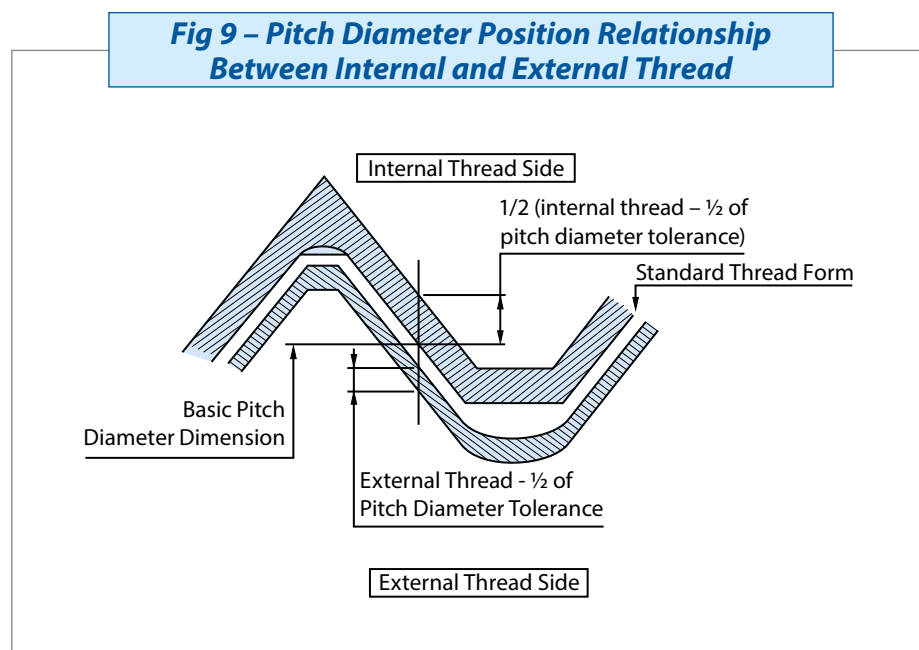 Fig 9 – Pitch Diameter Position Relationship
Between Internal and External Thread
Internal Thread Side
1/2 (internal thread – ½ of
pitch diameter tolerance)
Standard Thread Form
Basic Pitch
Diameter Dimension
External Thread - ½ of
Pitch Diameter Tolerance
External Thread Side